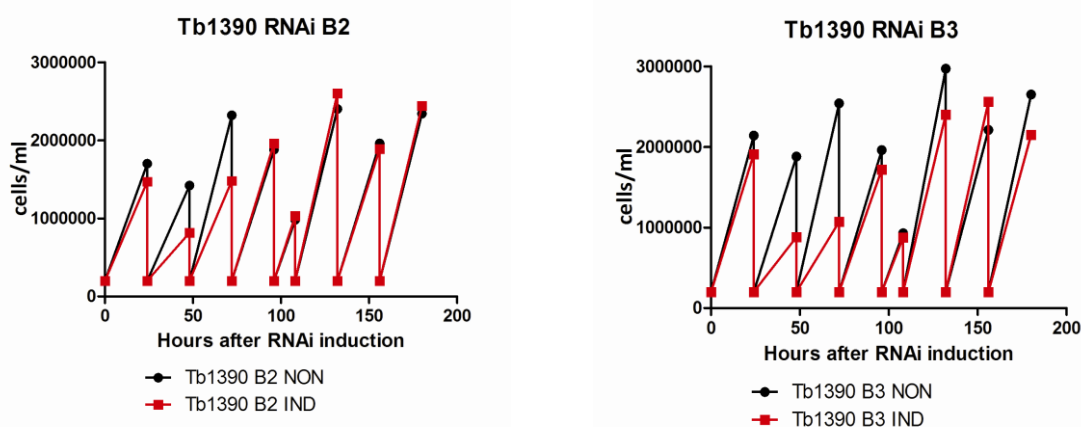 Tb1390 RNAi B2
3000000
2000000
1000000
0
cells/ml
0
50
100
150
200
Hours after RNAi induction
Tb1390 B2 NON
Tb1390 B2 IND
Tb1390 RNAi B3
3000000
2000000
1000000
0
cells/ml
0
50
100
150
200
Hours after RNAi induction
Tb1390 B3 NON
Tb1390 B3 IND